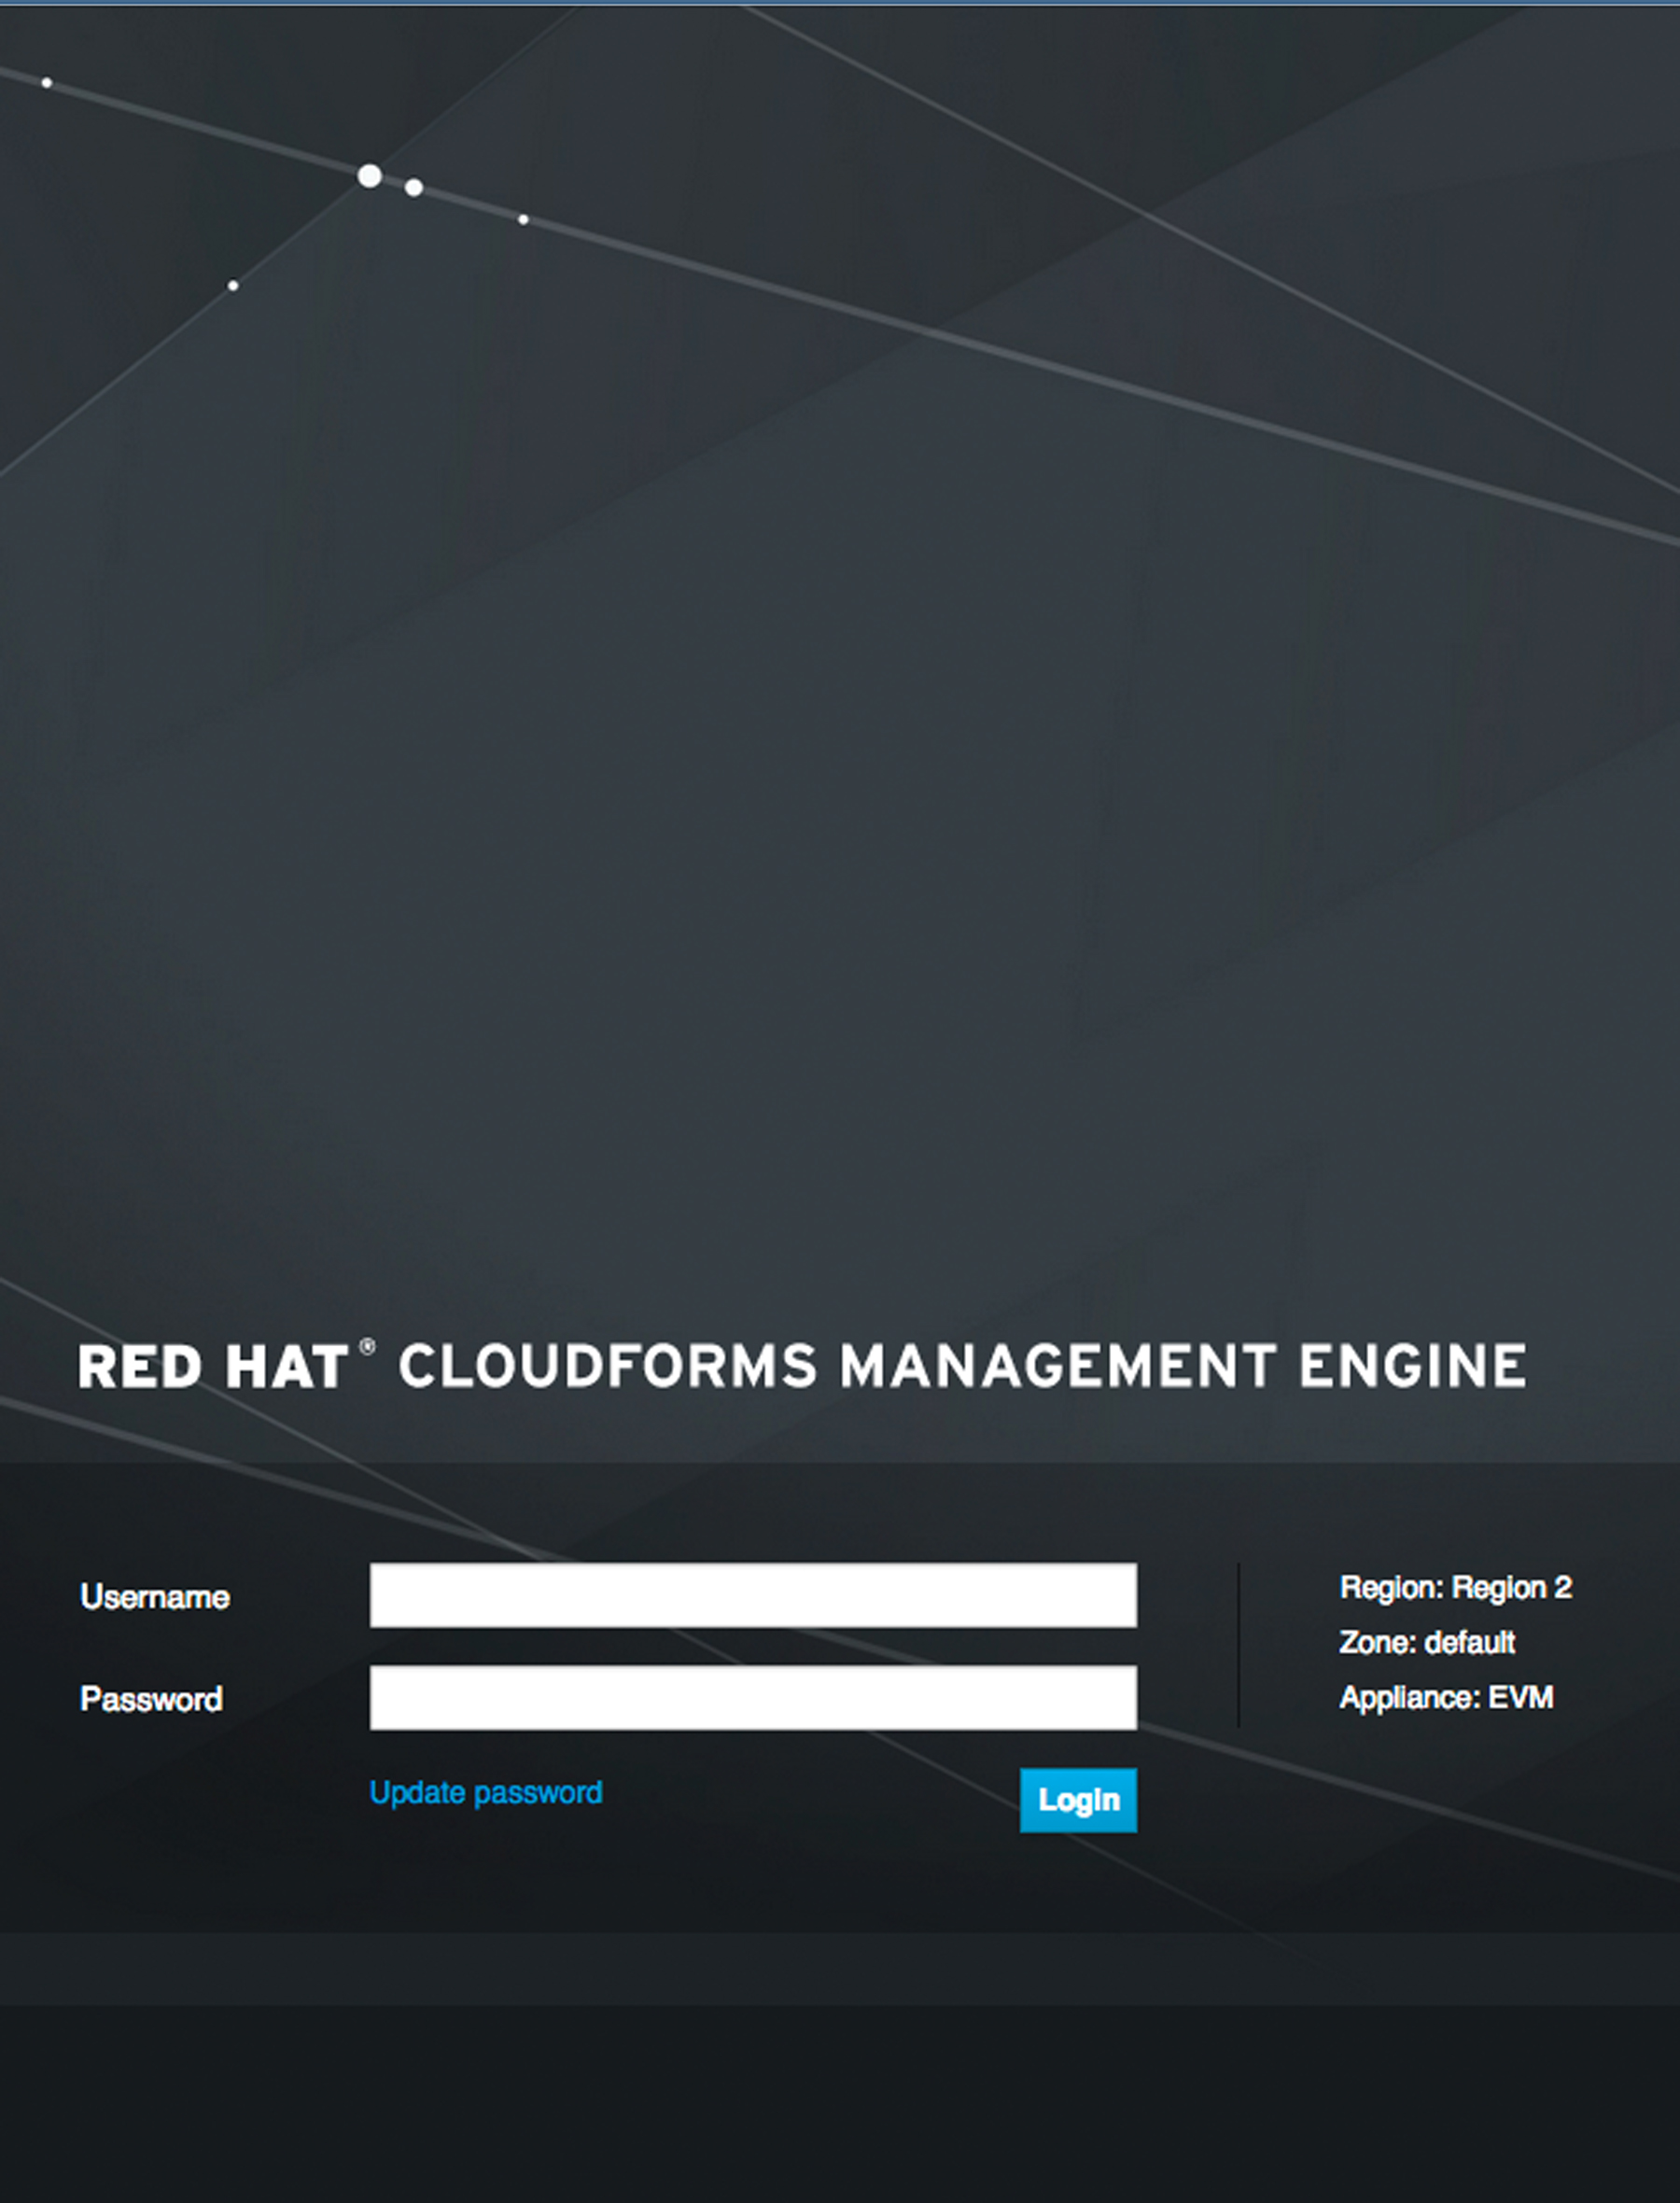 RED HAT® CLOUDFORMS MANAGEMENT ENGINE
Username
Password
Update password
Login
Region: Region 2
Zone: default
Appliance: EVM